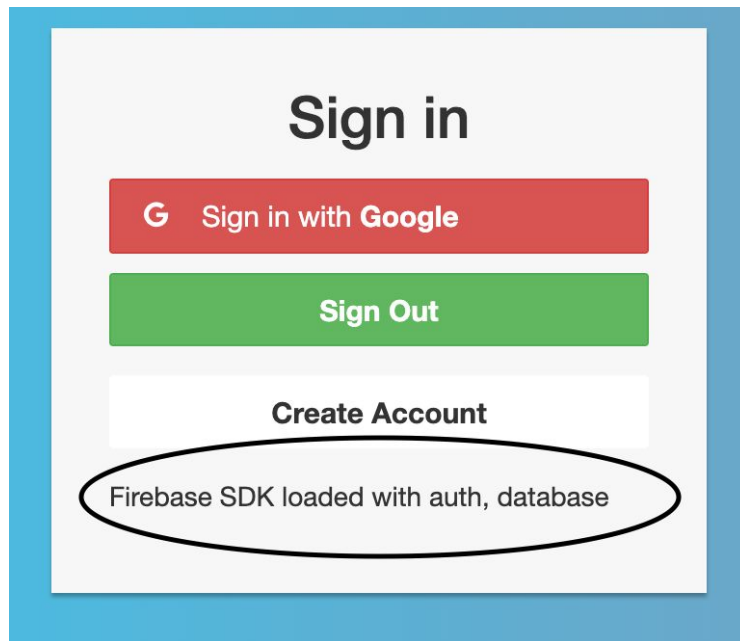 Sign in
G Sign in with Google
Sign Out
Create Account
Firebase SDK loaded with auth, database